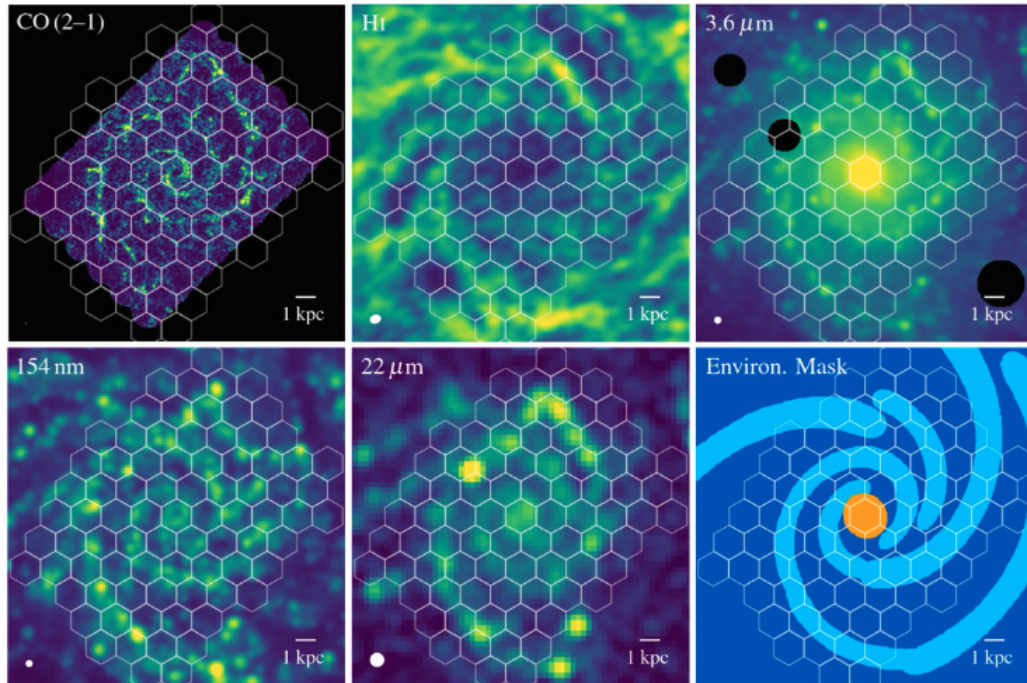 CO (2–1)
1 kpc
HI
1 kpc
3.6 μm
1 kpc
154 nm
1 kpc
22 μm
1 kpc
Environ. Mask
1 kpc